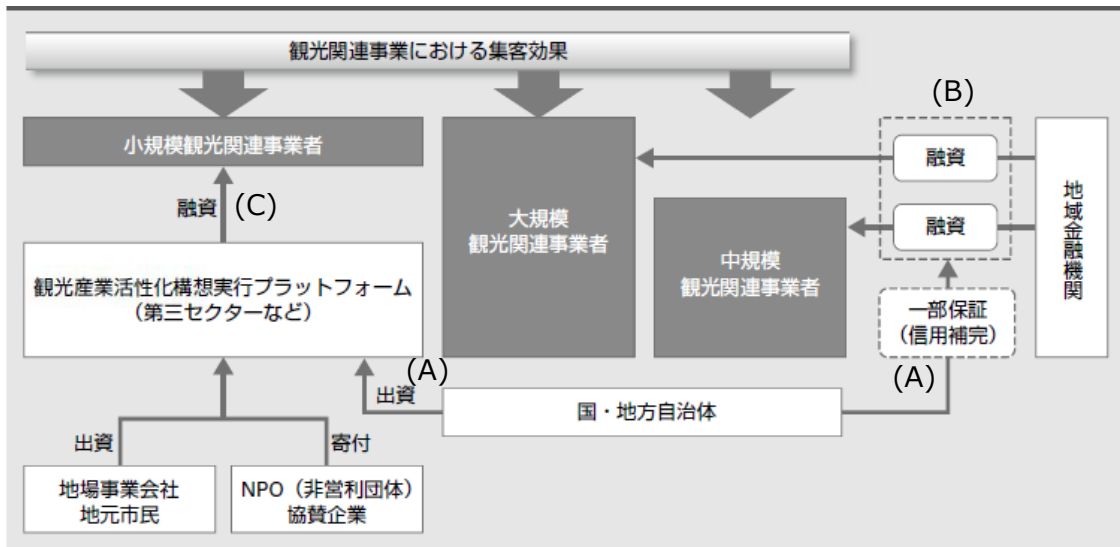 観光関連事業における集客効果
(B)
小規模観光関連事業者
融資
融資
地域金融機関
融資
(C)
大規模
観光関連事業者
中規模
観光関連事業者
観光産業活性化構想実行プラットフォーム
（第三セクターなど）
一部保証
（信用補完）
(A)
(A)
出資
国・地方自治体
出資
寄付
地場事業会社
地元市民
NPO（非営利団体）
協賛企業